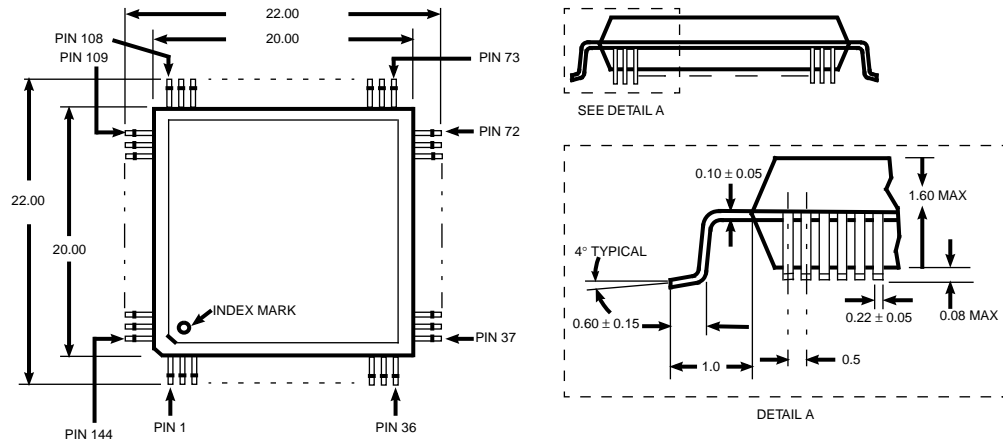 22.00
20.00
PIN 108
PIN 109
PIN 73
PIN 72
22.00
20.00
INDEX MARK
PIN 37
PIN 144
PIN 1
PIN 36
SEE DETAIL A
0.10 ± 0.05
1.60 MAX
4° TYPICAL
0.60 ± 0.15
0.22 ± 0.05
0.08 MAX
1.0
0.5
DETAIL A